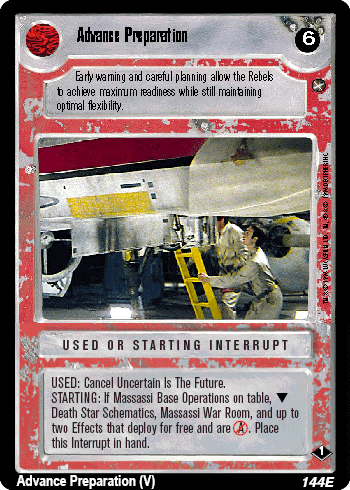 Advance Preparation
6
Early warning and careful planning allow the Rebels
to achieve maximum readiness while still maintaining
optimal flexibility.
USED OR STARTING INTERRUPT
USED: Cancel Uncertain Is The Future.
STARTING: If Massassi Base Operations on table, ▼
Death Star Schematics, Massassi War Room, and up to
two Effects that deploy for free and are Ⓐ. Place
this Interrupt in hand.
1
Advance Preparation (V)
144E